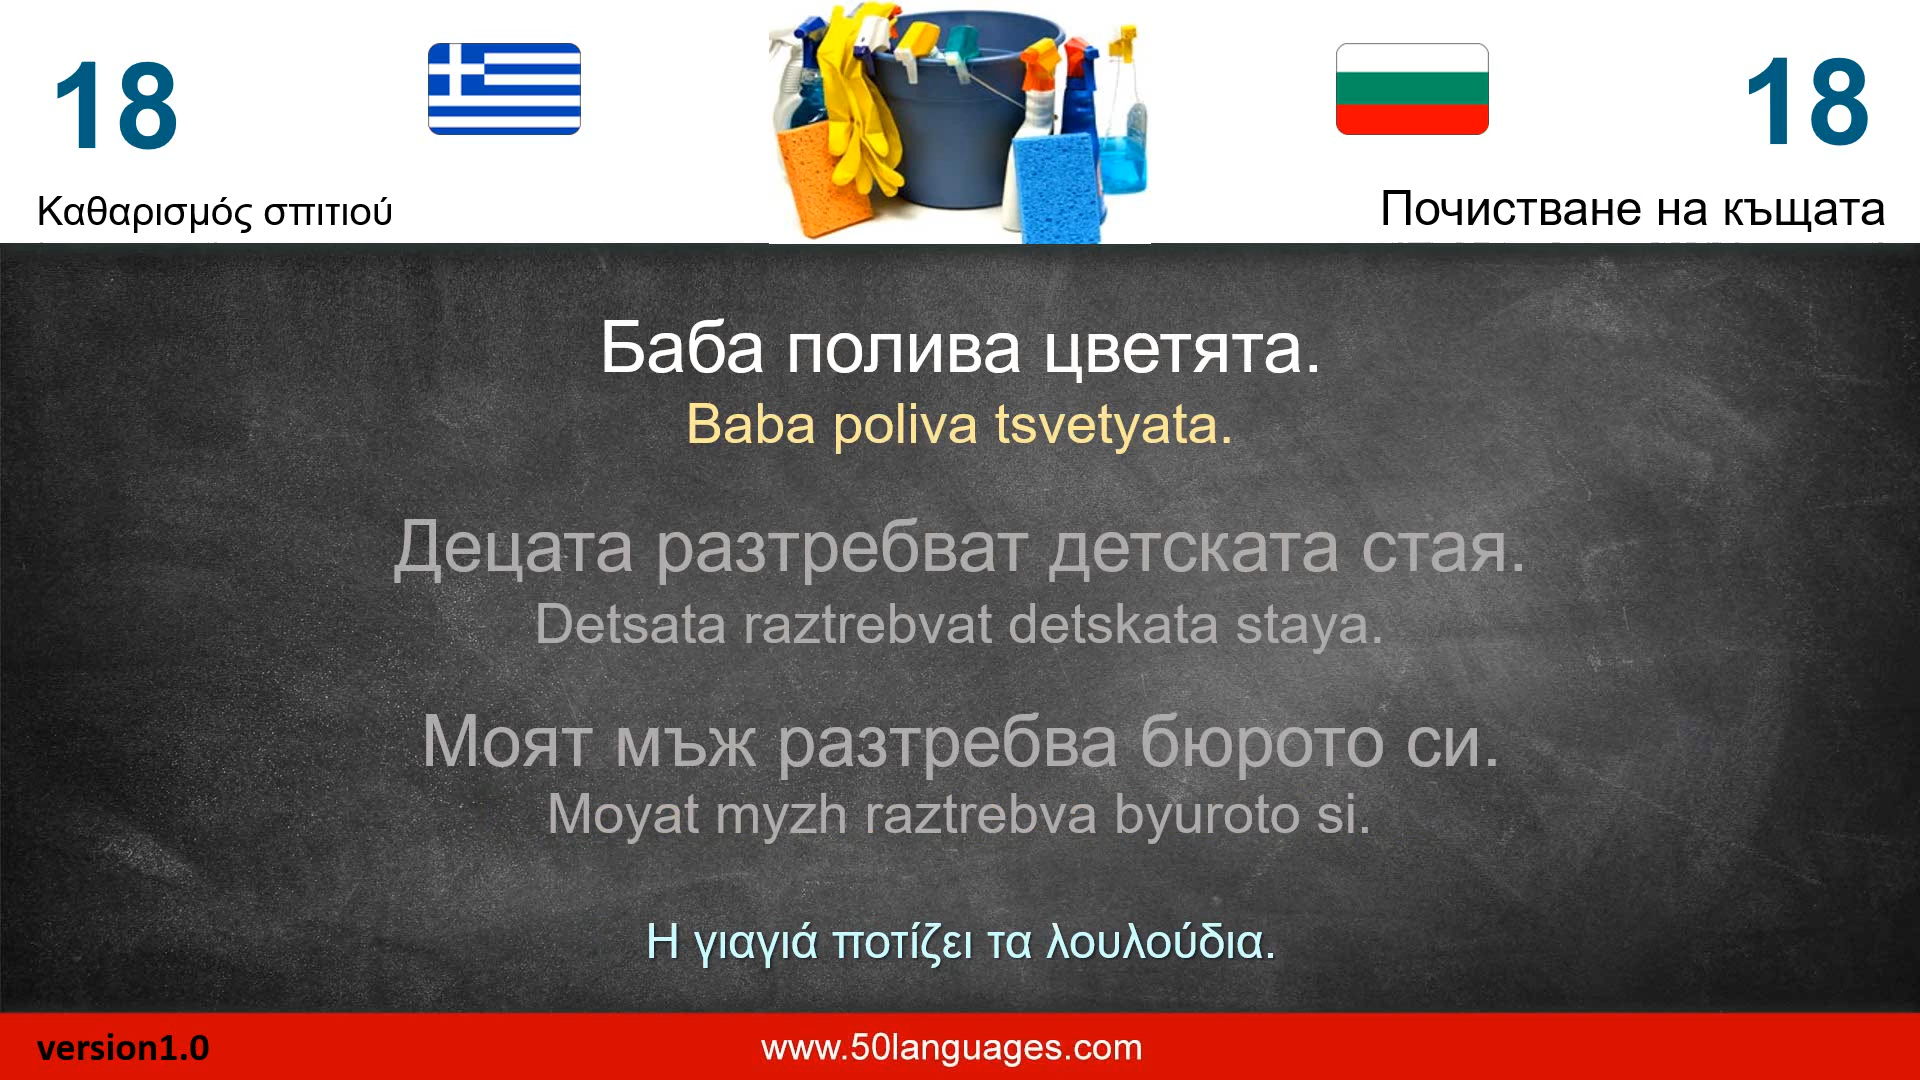 18
18
Καθαρισμός σπιτιού
Почистване на къщата
Баба полива цветята.
Baba poliva tsvetyata.
Децата разтребват детската стая.
Detsata raztrebvat detskata staya.
Моят мъж разтребва бюрото си.
Moyat myzh raztrebva byuroto si.
Η γιαγιά ποτίζει τα λουλούδια.
version1.0
www.50languages.com